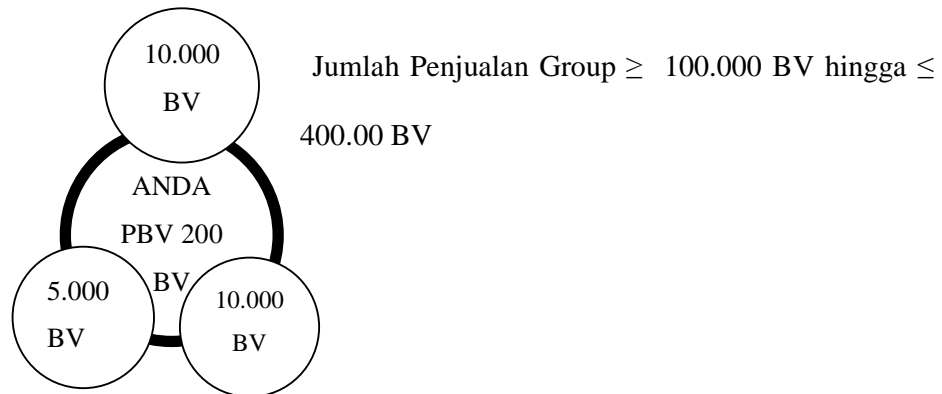 10.000
BV
Jumlah Penjualan Group ≥ 100.000 BV hingga ≤
400.00 BV
ANDA
PBV 200
BV
5.000
BV
10.000
BV